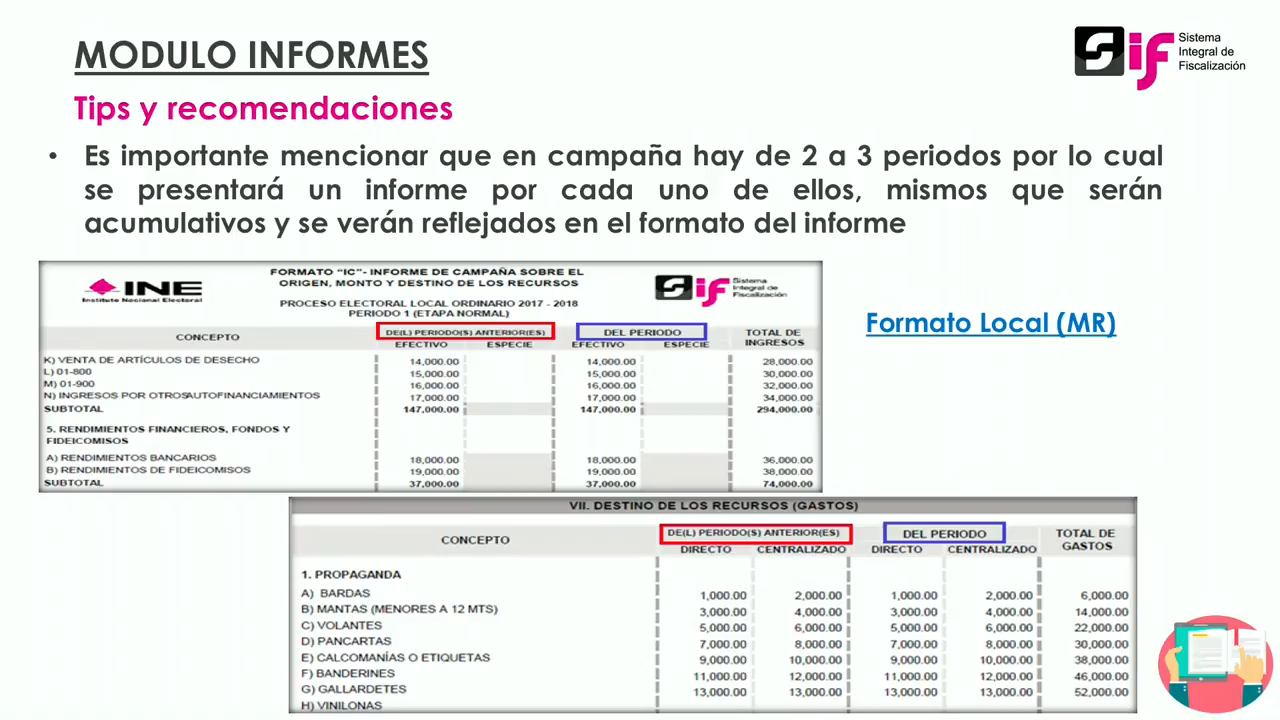 MODULO INFORMES
Sistema
Integral de
Fiscalización
sif
Tips y recomendaciones
• Es importante mencionar que en campaña hay de 2 a 3 periodos por lo cual
se presentará un informe por cada uno de ellos, mismos que serán
acumulativos y se verán reflejados en el formato del informe
Formato Local (MR)
INE
Instituto Nacional Electoral
FORMATO "IC"- INFORME DE CAMPAÑA SOBRE EL
ORIGEN, MONTO Y DESTINO DE LOS RECURSOS
PROCESO ELECTORAL LOCAL ORDINARIO 2017 - 2018
PERIODO 1 (ETAPA NORMAL)
sif
Sistema
Integral de
Fiscalización
CONCEPTO DE(L) PERIODO(S) ANTERIOR(ES) DEL PERIODO TOTAL DE INGRESOS
EFECTIVO ESPECIE EFECTIVO ESPECIE
K) VENTA DE ARTÍCULOS DE DESECHO 14,000.00 14,000.00 28,000.00
L) 01-800 15,000.00 15,000.00 30,000.00
M) 01-900 16,000.00 16,000.00 32,000.00
N) INGRESOS POR OTROS AUTOFINANCIAMIENTOS 17,000.00 17,000.00 34,000.00
SUBTOTAL 147,000.00 147,000.00 294,000.00
5. RENDIMIENTOS FINANCIEROS, FONDOS Y
FIDEICOMISOS
A) RENDIMIENTOS BANCARIOS 18,000.00 18,000.00 36,000.00
B) RENDIMIENTOS DE FIDEICOMISOS 19,000.00 19,000.00 38,000.00
SUBTOTAL 37,000.00 37,000.00 74,000.00
VII. DESTINO DE LOS RECURSOS (GASTOS)
CONCEPTO DE(L) PERIODO(S) ANTERIOR(ES) DEL PERIODO TOTAL DE GASTOS
DIRECTO CENTRALIZADO DIRECTO CENTRALIZADO
1. PROPAGANDA
A) BARDAS 1,000.00 2,000.00 1,000.00 2,000.00 6,000.00
B) MANTAS (MENORES A 12 MTS) 3,000.00 4,000.00 3,000.00 4,000.00 14,000.00
C) VOLANTES 5,000.00 6,000.00 5,000.00 6,000.00 22,000.00
D) PANCARTAS 7,000.00 8,000.00 7,000.00 8,000.00 30,000.00
E) CALCOMANÍAS O ETIQUETAS 9,000.00 10,000.00 9,000.00 10,000.00 38,000.00
F) BANDERINES 11,000.00 12,000.00 11,000.00 12,000.00 46,000.00
G) GALLARDETES 13,000.00 13,000.00 13,000.00 13,000.00 52,000.00
H) VINILONAS